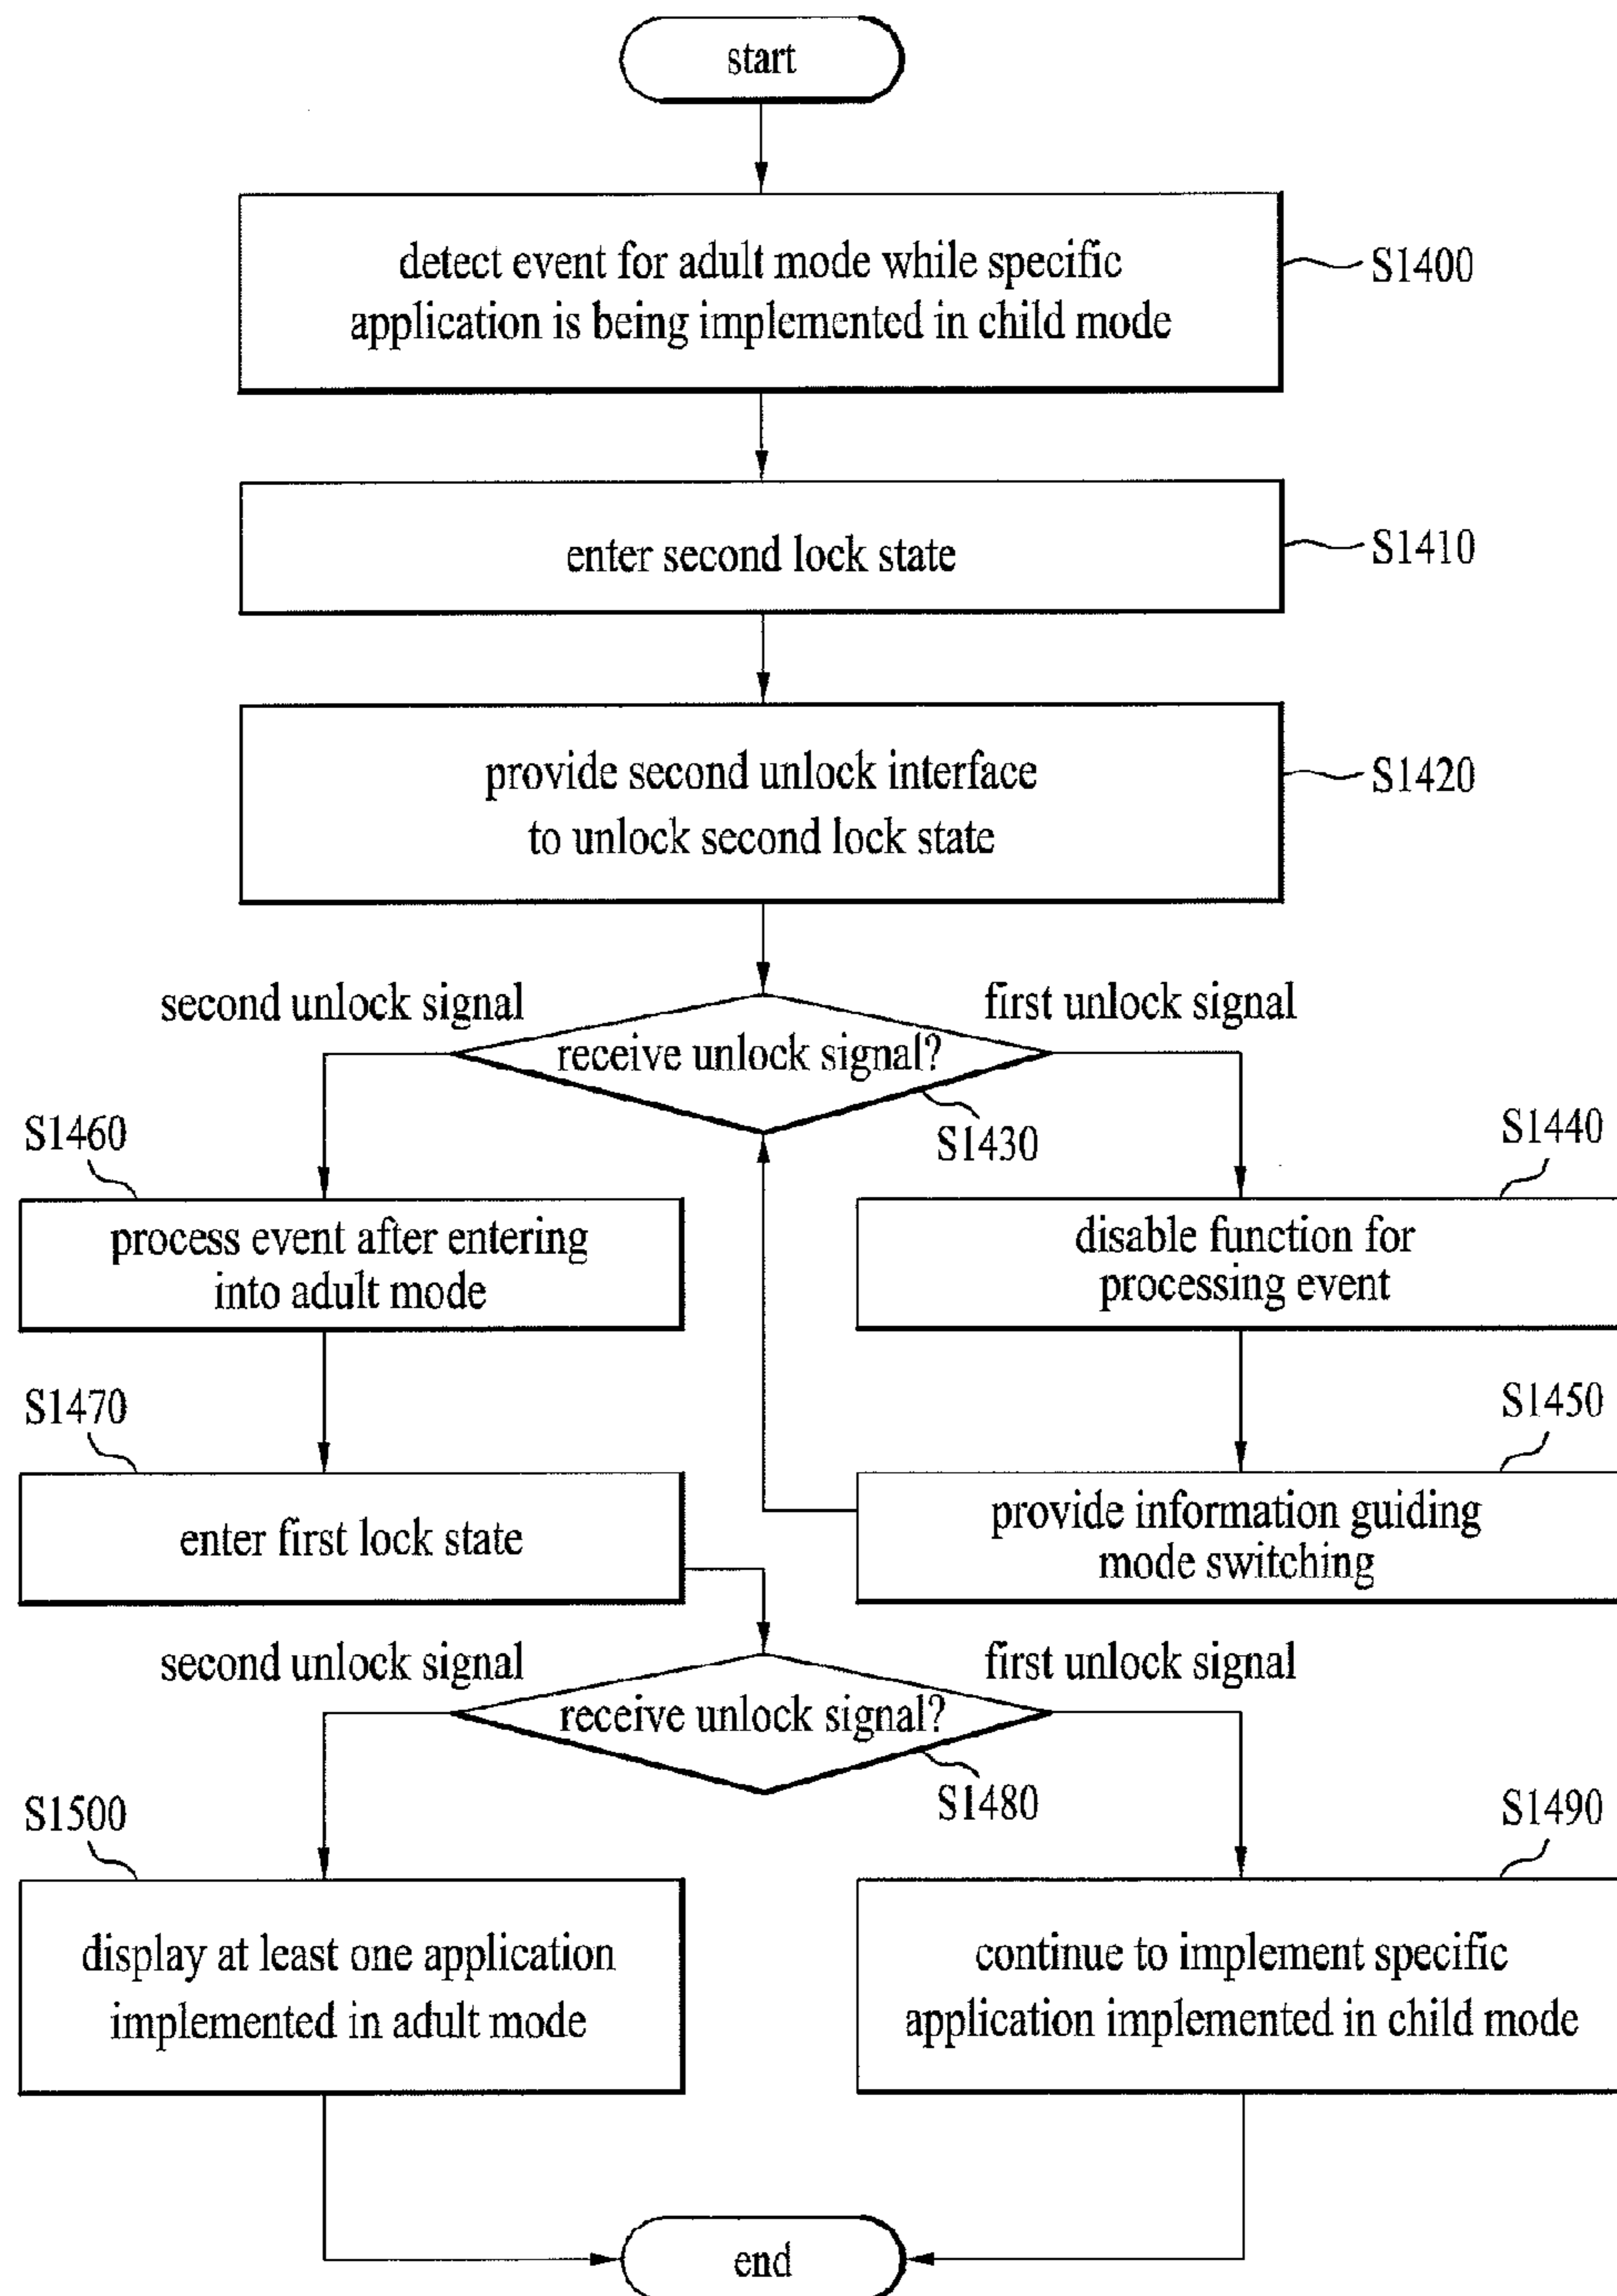 start
detect event for adult mode while specific
application is being implemented in child mode
S1400
enter second lock state
S1410
provide second unlock interface
to unlock second lock state
S1420
second unlock signal
first unlock signal
receive unlock signal?
S1430
S1460
S1440
process event after entering
into adult mode
disable function for
processing event
S1470
S1450
enter first lock state
provide information guiding
mode switching
second unlock signal
first unlock signal
receive unlock signal?
S1480
S1500
S1490
display at least one application
implemented in adult mode
continue to implement specific
application implemented in child mode
end